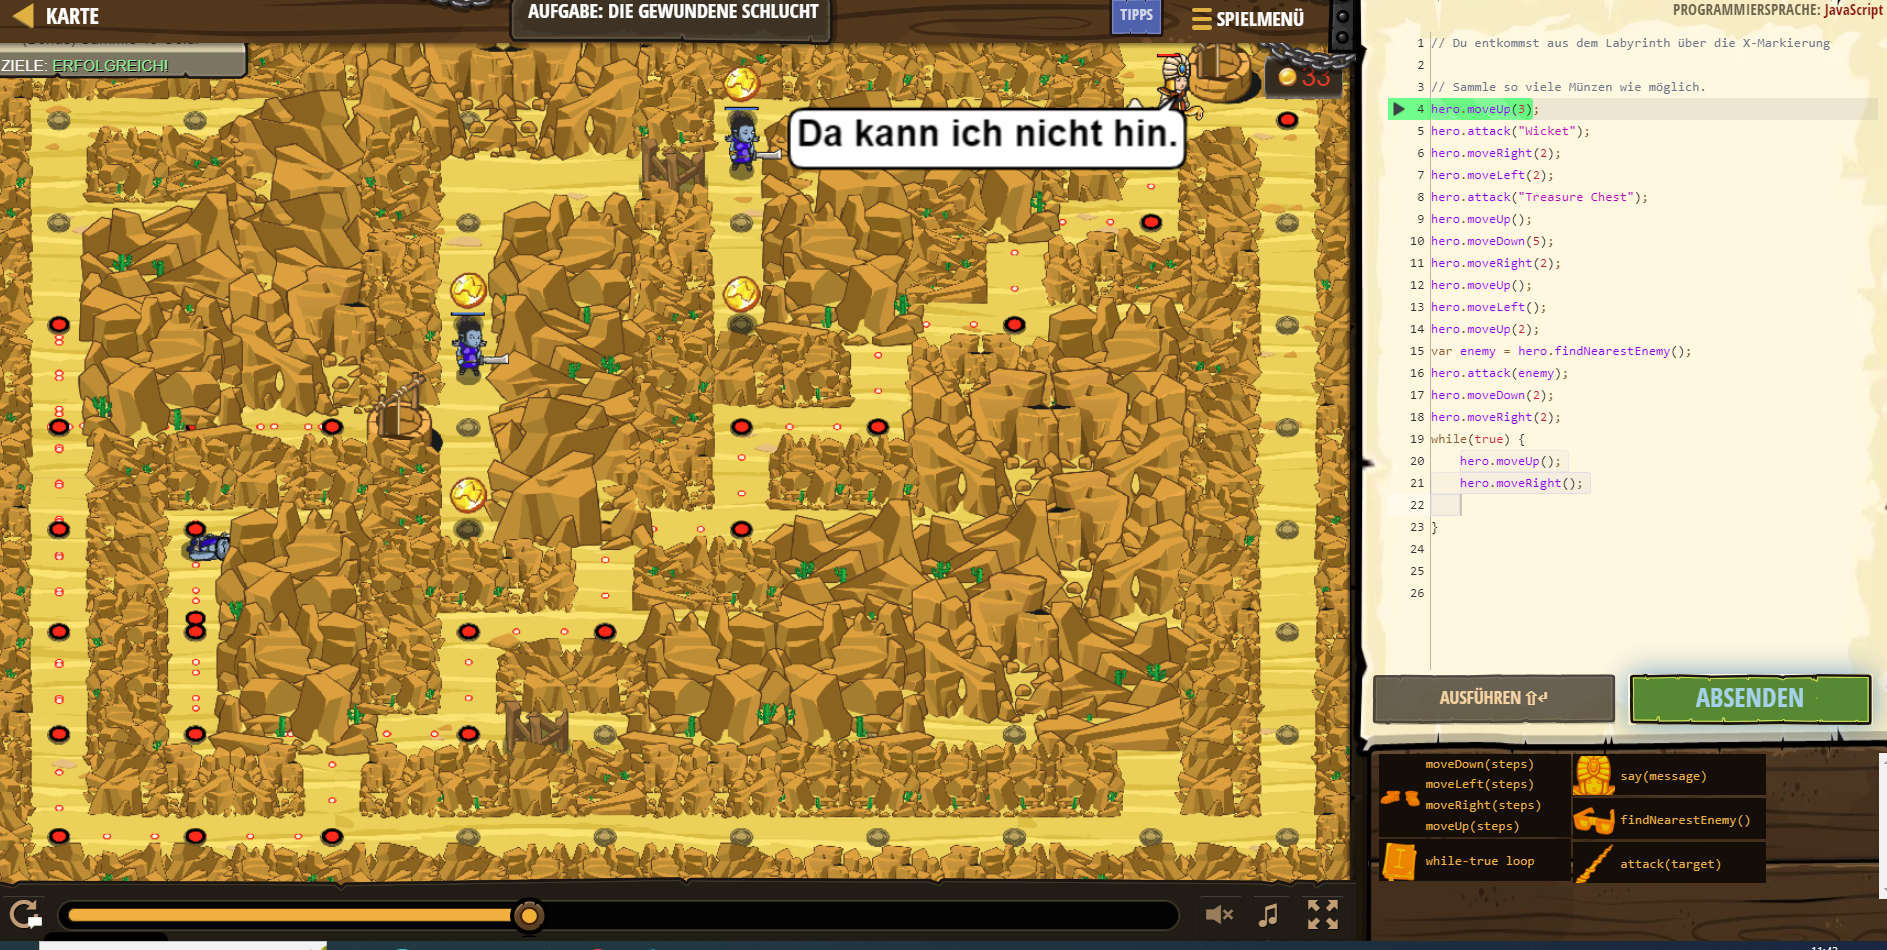 KARTE
AUFGABE: DIE GEWUNDENE SCHLUCHT
TIPPS
SPIELMENÜ
PROGRAMMIERSPRACHE: JavaScript
ZIELE: ERFOLGREICH!
33
Da kann ich nicht hin.
1 // Du entkommst aus dem Labyrinth über die X-Markierung
2
3 // Sammle so viele Münzen wie möglich.
4 hero.moveUp(3);
5 hero.attack("Wicket");
6 hero.moveRight(2);
7 hero.moveLeft(2);
8 hero.attack("Treasure Chest");
9 hero.moveUp();
10 hero.moveDown(5);
11 hero.moveRight(2);
12 hero.moveUp();
13 hero.moveLeft();
14 hero.moveUp(2);
15 var enemy = hero.findNearestEnemy();
16 hero.attack(enemy);
17 hero.moveDown(2);
18 hero.moveRight(2);
19 while(true) {
20 hero.moveUp();
21 hero.moveRight();
22
23 }
24
25
26
AUSFÜHREN ⇧↵
ABSENDEN
moveDown(steps)
moveLeft(steps)
moveRight(steps)
moveUp(steps)
while-true loop
say(message)
findNearestEnemy()
attack(target)